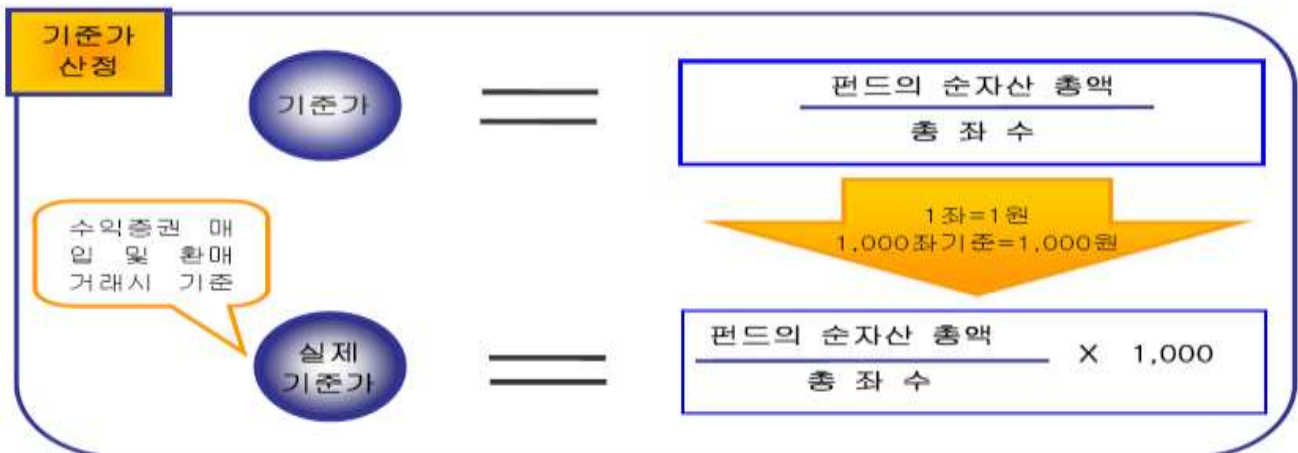 기준가
산정
기준가
펀드의 순자산 총액
총 좌 수
1좌=1원
1,000좌기준=1,000원
수익증권 매
입 및 환매
거래시 기준
실제
기준가
펀드의 순자산 총액
총 좌 수
X 1,000